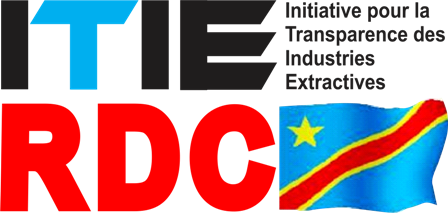 ITIE
Initiative pour la
Transparence des
Industries
Extractives
RDC